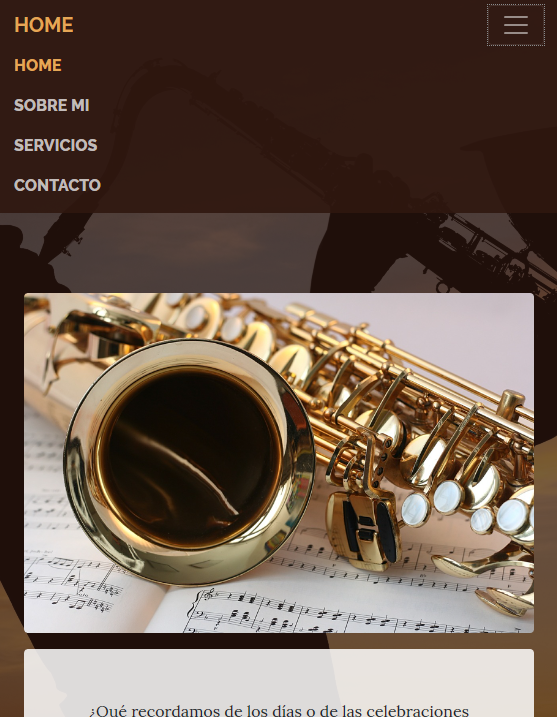 HOME
HOME
SOBRE MI
SERVICIOS
CONTACTO
¿Qué recordamos de los días o de las celebraciones